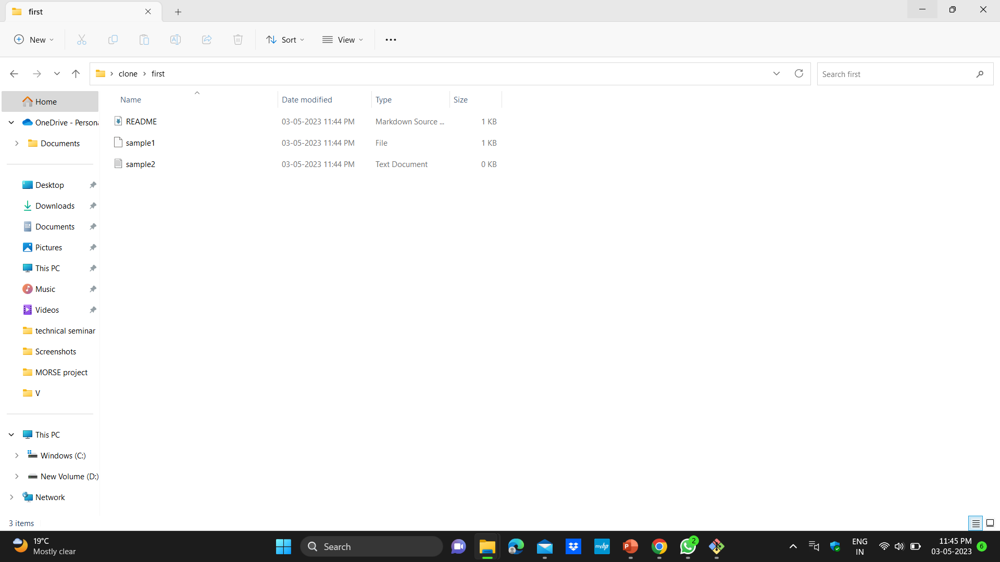 first
New
Sort
View
clone
first
Search first
Name
Date modified
Type
Size
README
03-05-2023 11:44 PM
Markdown Source ...
1 KB
sample1
03-05-2023 11:44 PM
File
1 KB
sample2
03-05-2023 11:44 PM
Text Document
0 KB
Home
OneDrive - Persona
Documents
Desktop
Downloads
Documents
Pictures
This PC
Music
Videos
technical seminar
Screenshots
MORSE project
V
This PC
Windows (C:)
New Volume (D:)
Network
3 items
19°C
Mostly clear
Search
myhp
2
ENG
IN
11:45 PM
03-05-2023
6